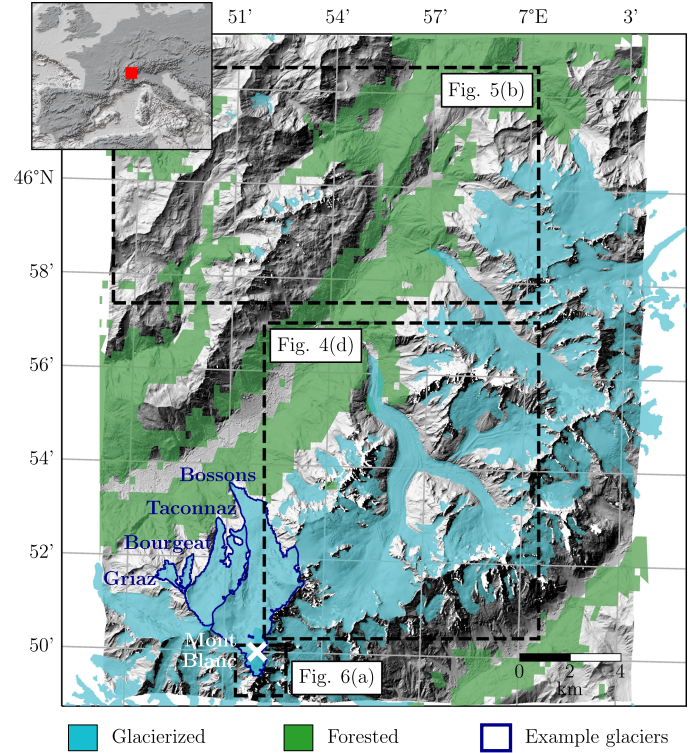 51’ 54’ 57’ 7°E 3’
Fig. 5(b)
46°N
58’
56’
Fig. 4(d)
54’
Bossons
Taconnaz
52’
Bourgeat
Griaz
50’
Mont
Blanc
Fig. 6(a)
0 2 4
km
Glacierized Forested Example glaciers